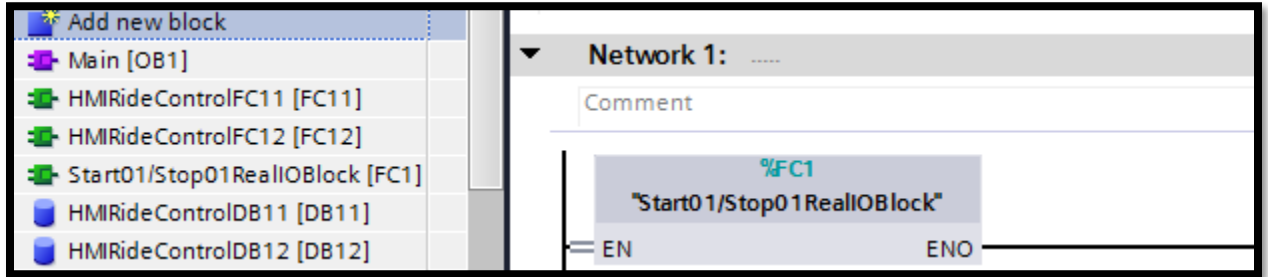 Add new block
Main [OB1]
HMIRideControlFC11 [FC11]
HMIRideControlFC12 [FC12]
Start01/Stop01RealIOBlock [FC1]
HMIRideControlDB11 [DB11]
HMIRideControlDB12 [DB12]
Network 1: .....
Comment
%FC1
"Start01/Stop01RealIOBlock"
EN ENO